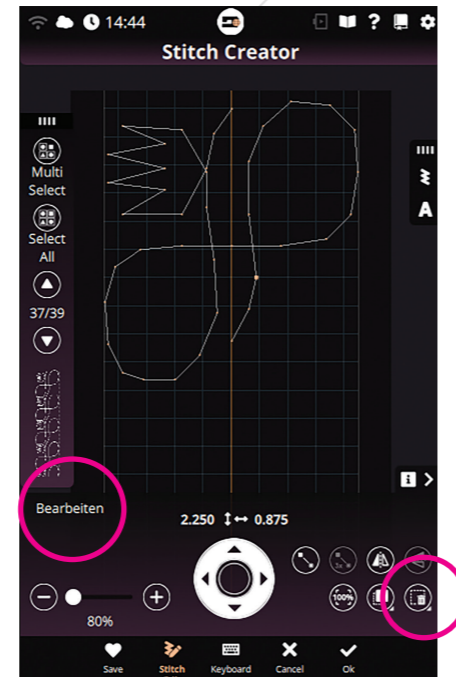 14:44
?
Stitch Creator
Multi
Select
A
Select
All
37/39
i
Bearbeiten
2.250 0.875
3x
100%
80%
Save Stitch Keyboard Cancel Ok